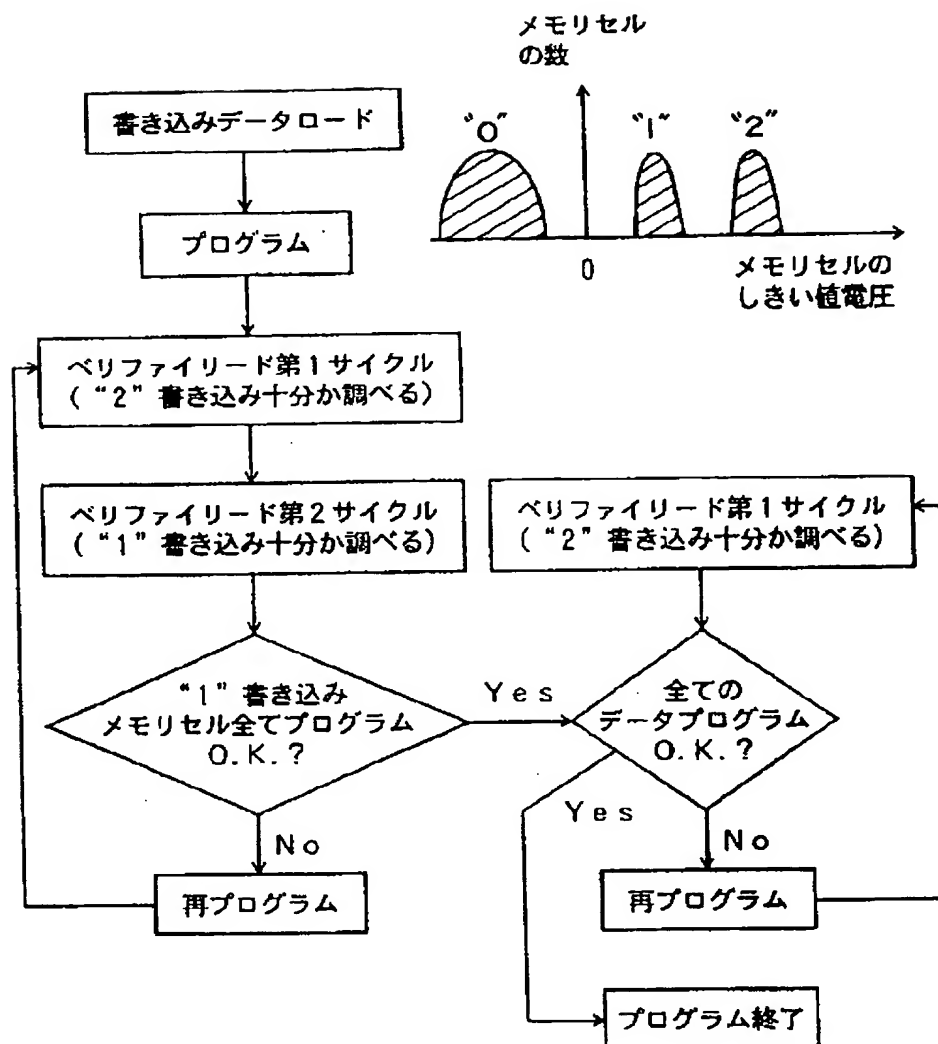 メモリセル
の数
書き込みデータロード
“0”
“1”
“2”
プログラム
0
メモリセルの
しきい値電圧
ベリファイリード第1サイクル
(“2”書き込み十分か調べる)
ベリファイリード第2サイクル
(“1”書き込み十分か調べる)
ベリファイリード第1サイクル
(“2”書き込み十分か調べる)
“1”書き込み
メモリセル全てプログラム
O.K.?
Yes
全ての
データプログラム
O.K.?
Yes
No
No
再プログラム
再プログラム
プログラム終了